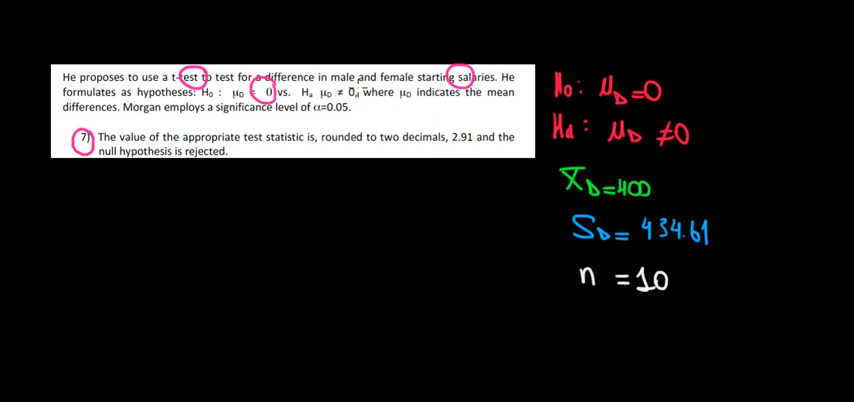 He proposes to use a t-test to test for a difference in male and female starting salaries. He
formulates as hypotheses: H₀ : μD = 0 vs. Hₐ μD ≠ 0, where μD indicates the mean
differences. Morgan employs a significance level of α=0.05.
7) The value of the appropriate test statistic is, rounded to two decimals, 2.91 and the
null hypothesis is rejected.
H₀: μD=0
Hₐ: μD ≠0
X̄D=400
SD= 434.61
n =10